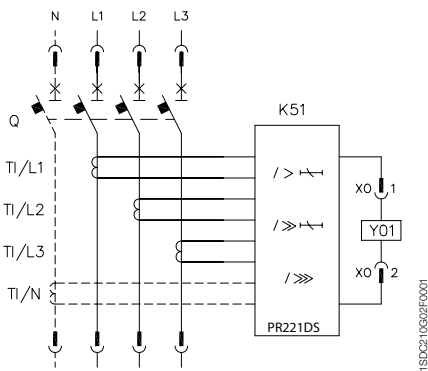 N L1 L2 L3
Q
K51
TI/L1
TI/L2
TI/L3
TI/N
I >
I >>
I >>>
PR221DS
X0 1
Y01
X0 2
1SDC210G02F0001